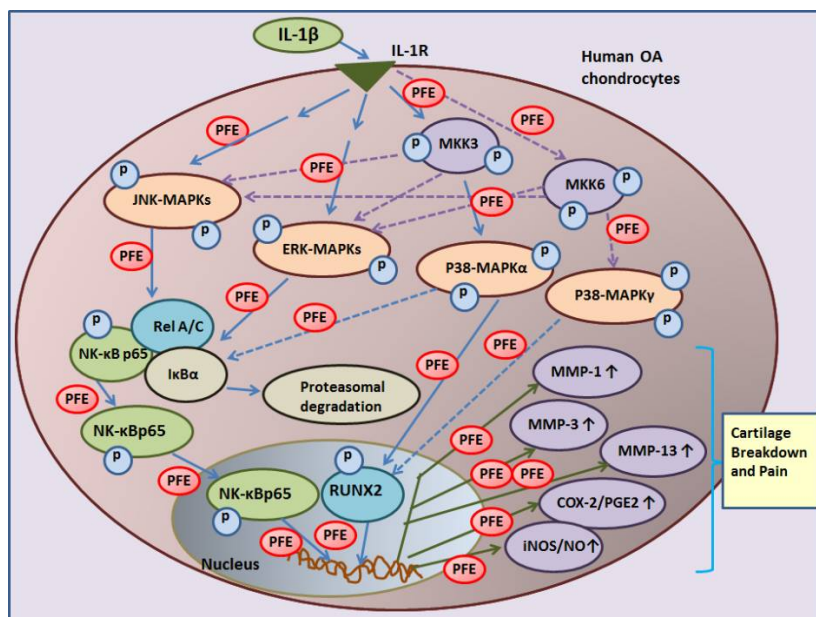 IL-1β
IL-1R
Human OA
chondrocytes
PFE
PFE
PFE
p
MKK3
p
p
PFE
p
MKK6
p
p
JNK-MAPKs
p
PFE
PFE
p
ERK-MAPKs
p
PFE
p
P38-MAPKα
p
p
P38-MAPKγ
p
PFE
PFE
PFE
p
Rel A/C
NK-κB p65
IκBα
PFE
PFE
PFE
Proteasomal
degradation
MMP-1 ↑
NK-κBp65
p
MMP-3 ↑
PFE
MMP-13 ↑
Cartilage
Breakdown
and Pain
p
PFE
NK-κBp65
p
RUNX2
PFE
PFE
COX-2/PGE2 ↑
PFE
iNOS/NO↑
PFE
PFE
PFE
Nucleus